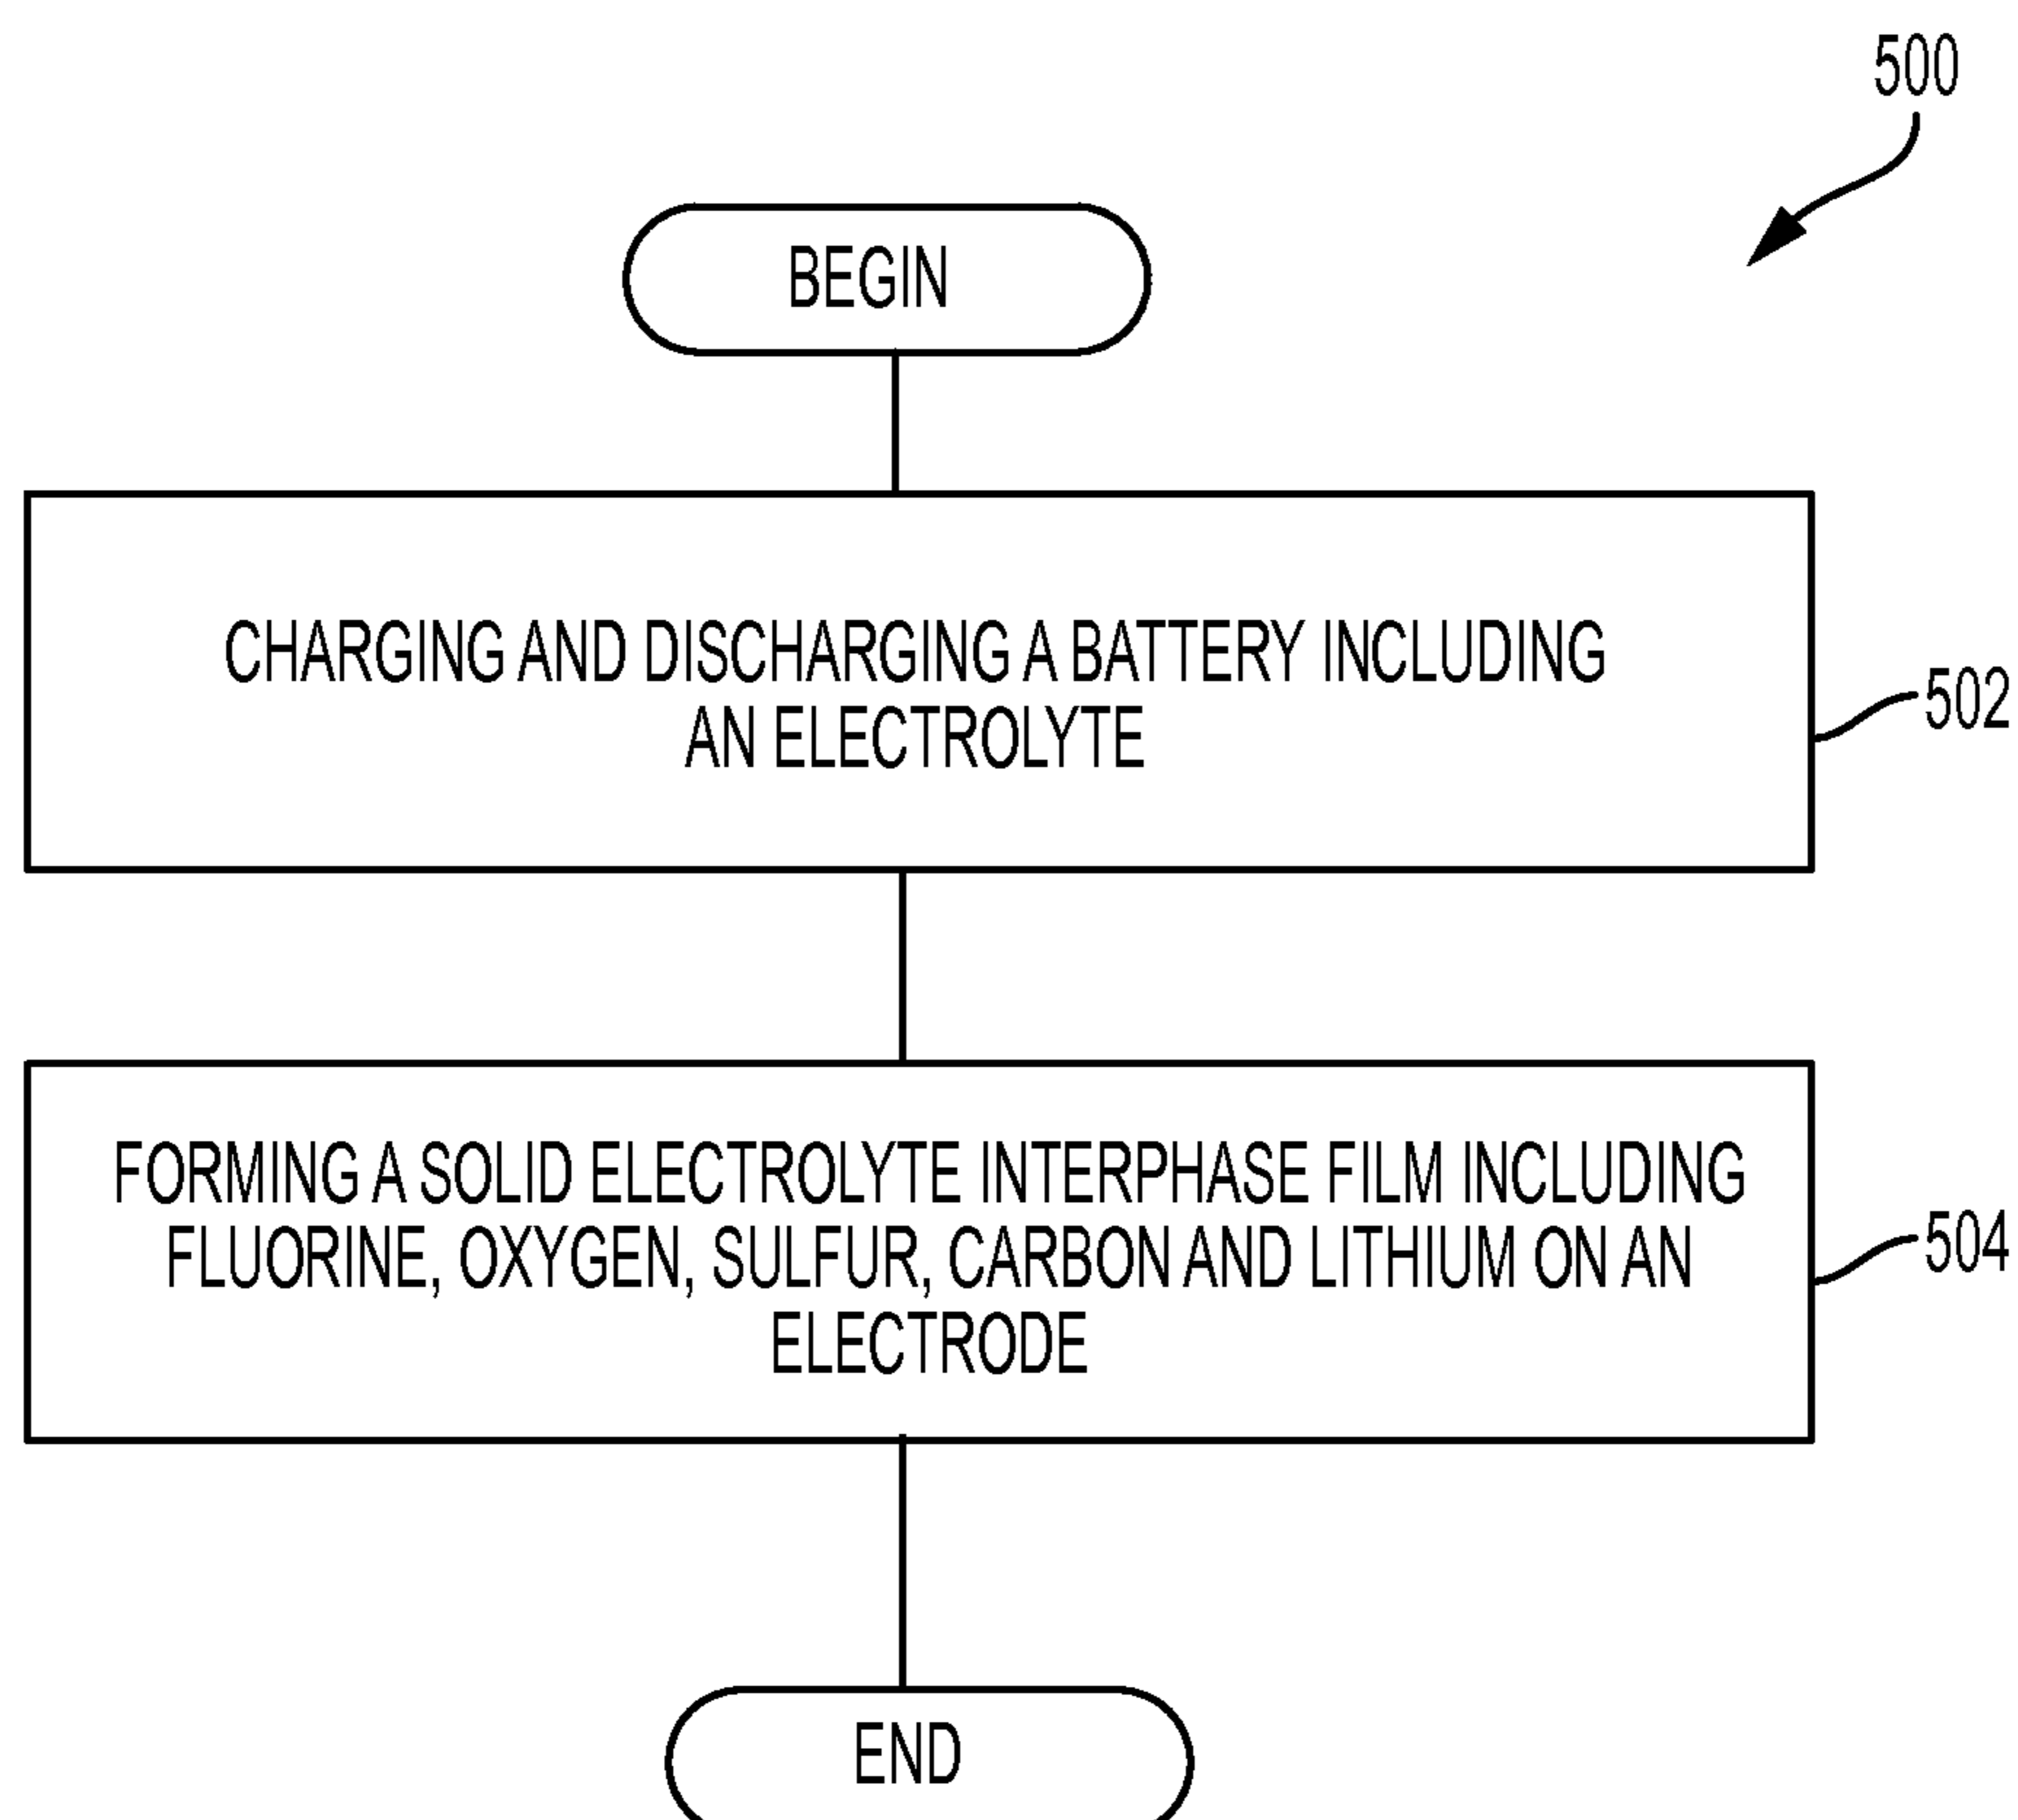 500
BEGIN
CHARGING AND DISCHARGING A BATTERY INCLUDING
AN ELECTROLYTE
502
FORMING A SOLID ELECTROLYTE INTERPHASE FILM INCLUDING
FLUORINE, OXYGEN, SULFUR, CARBON AND LITHIUM ON AN
ELECTRODE
504
END